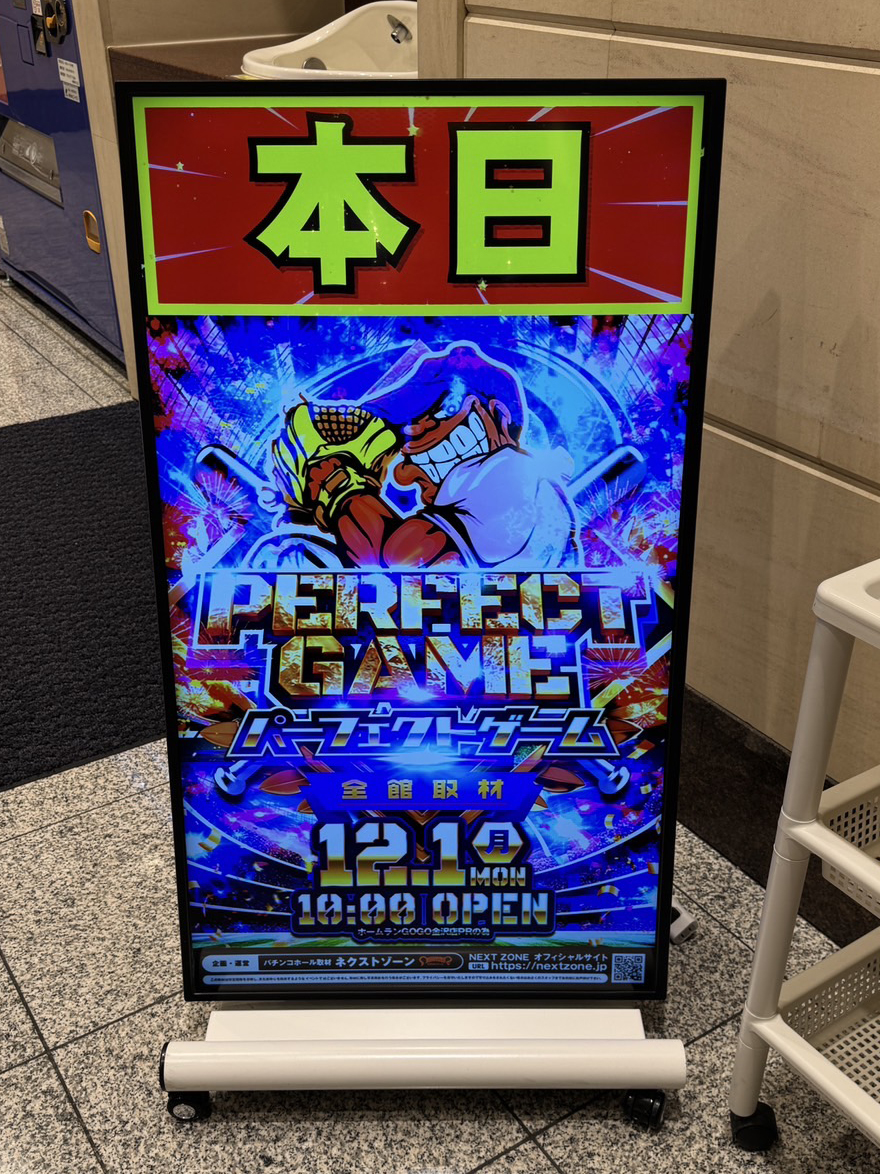 本日
PERFECT
GAME
パーフェクトゲーム
全館取材
12.1月
MON
10:00 OPEN
ホームランGOGO金沢店PRの為
企画・運営 パチンコホール取材 ネクストゾーン
NEXT ZONE オフィシャルサイト
URL https://nextzone.jp